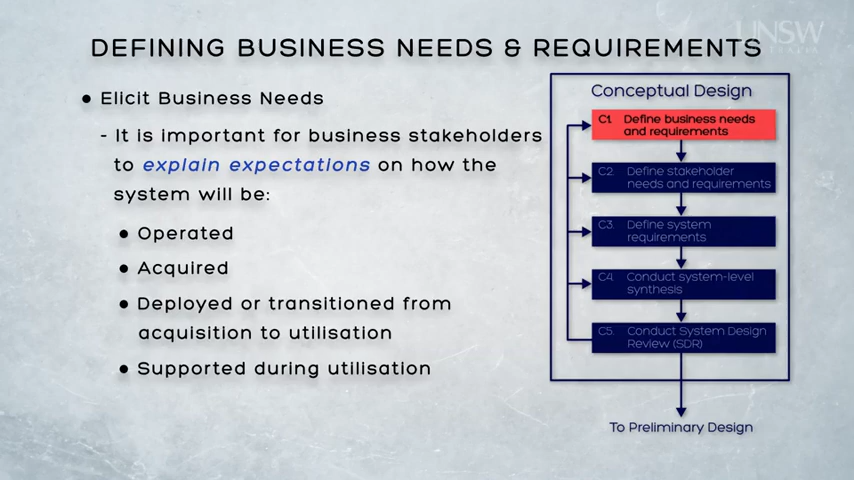 UNSW
DEFINING BUSINESS NEEDS & REQUIREMENTS
● Elicit Business Needs
- It is important for business stakeholders
to explain expectations on how the
system will be:
● Operated
● Acquired
● Deployed or transitioned from
acquisition to utilisation
● Supported during utilisation
Conceptual Design
C1. Define business needs
and requirements
C2. Define stakeholder
needs and requirements
C3. Define system
requirements
C4. Conduct system-level
synthesis
C5. Conduct System Design
Review (SDR)
To Preliminary Design